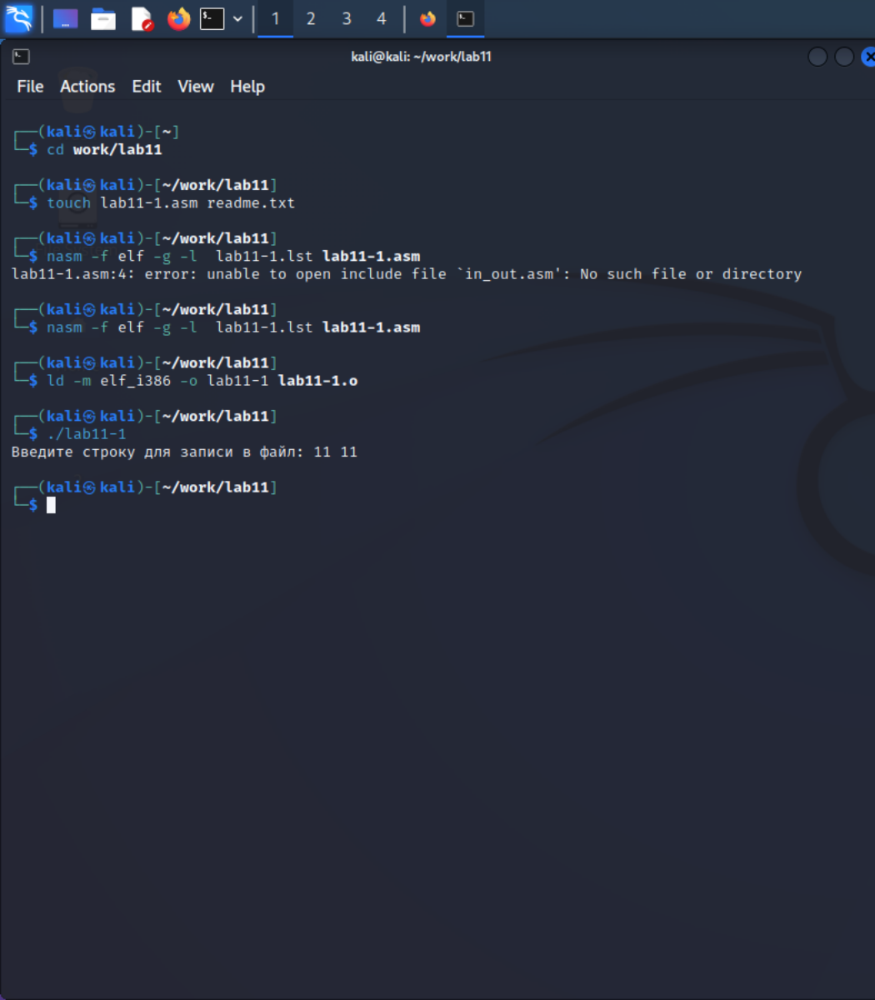 1 2 3 4
kali@kali: ~/work/lab11
File Actions Edit View Help
┌──(kali㉿kali)-[~]
└─$ cd work/lab11
┌──(kali㉿kali)-[~/work/lab11]
└─$ touch lab11-1.asm readme.txt
┌──(kali㉿kali)-[~/work/lab11]
└─$ nasm -f elf -g -l  lab11-1.lst lab11-1.asm
lab11-1.asm:4: error: unable to open include file `in_out.asm': No such file or directory
┌──(kali㉿kali)-[~/work/lab11]
└─$ nasm -f elf -g -l  lab11-1.lst lab11-1.asm
┌──(kali㉿kali)-[~/work/lab11]
└─$ ld -m elf_i386 -o lab11-1 lab11-1.o
┌──(kali㉿kali)-[~/work/lab11]
└─$ ./lab11-1
Введите строку для записи в файл: 11 11
┌──(kali㉿kali)-[~/work/lab11]
└─$